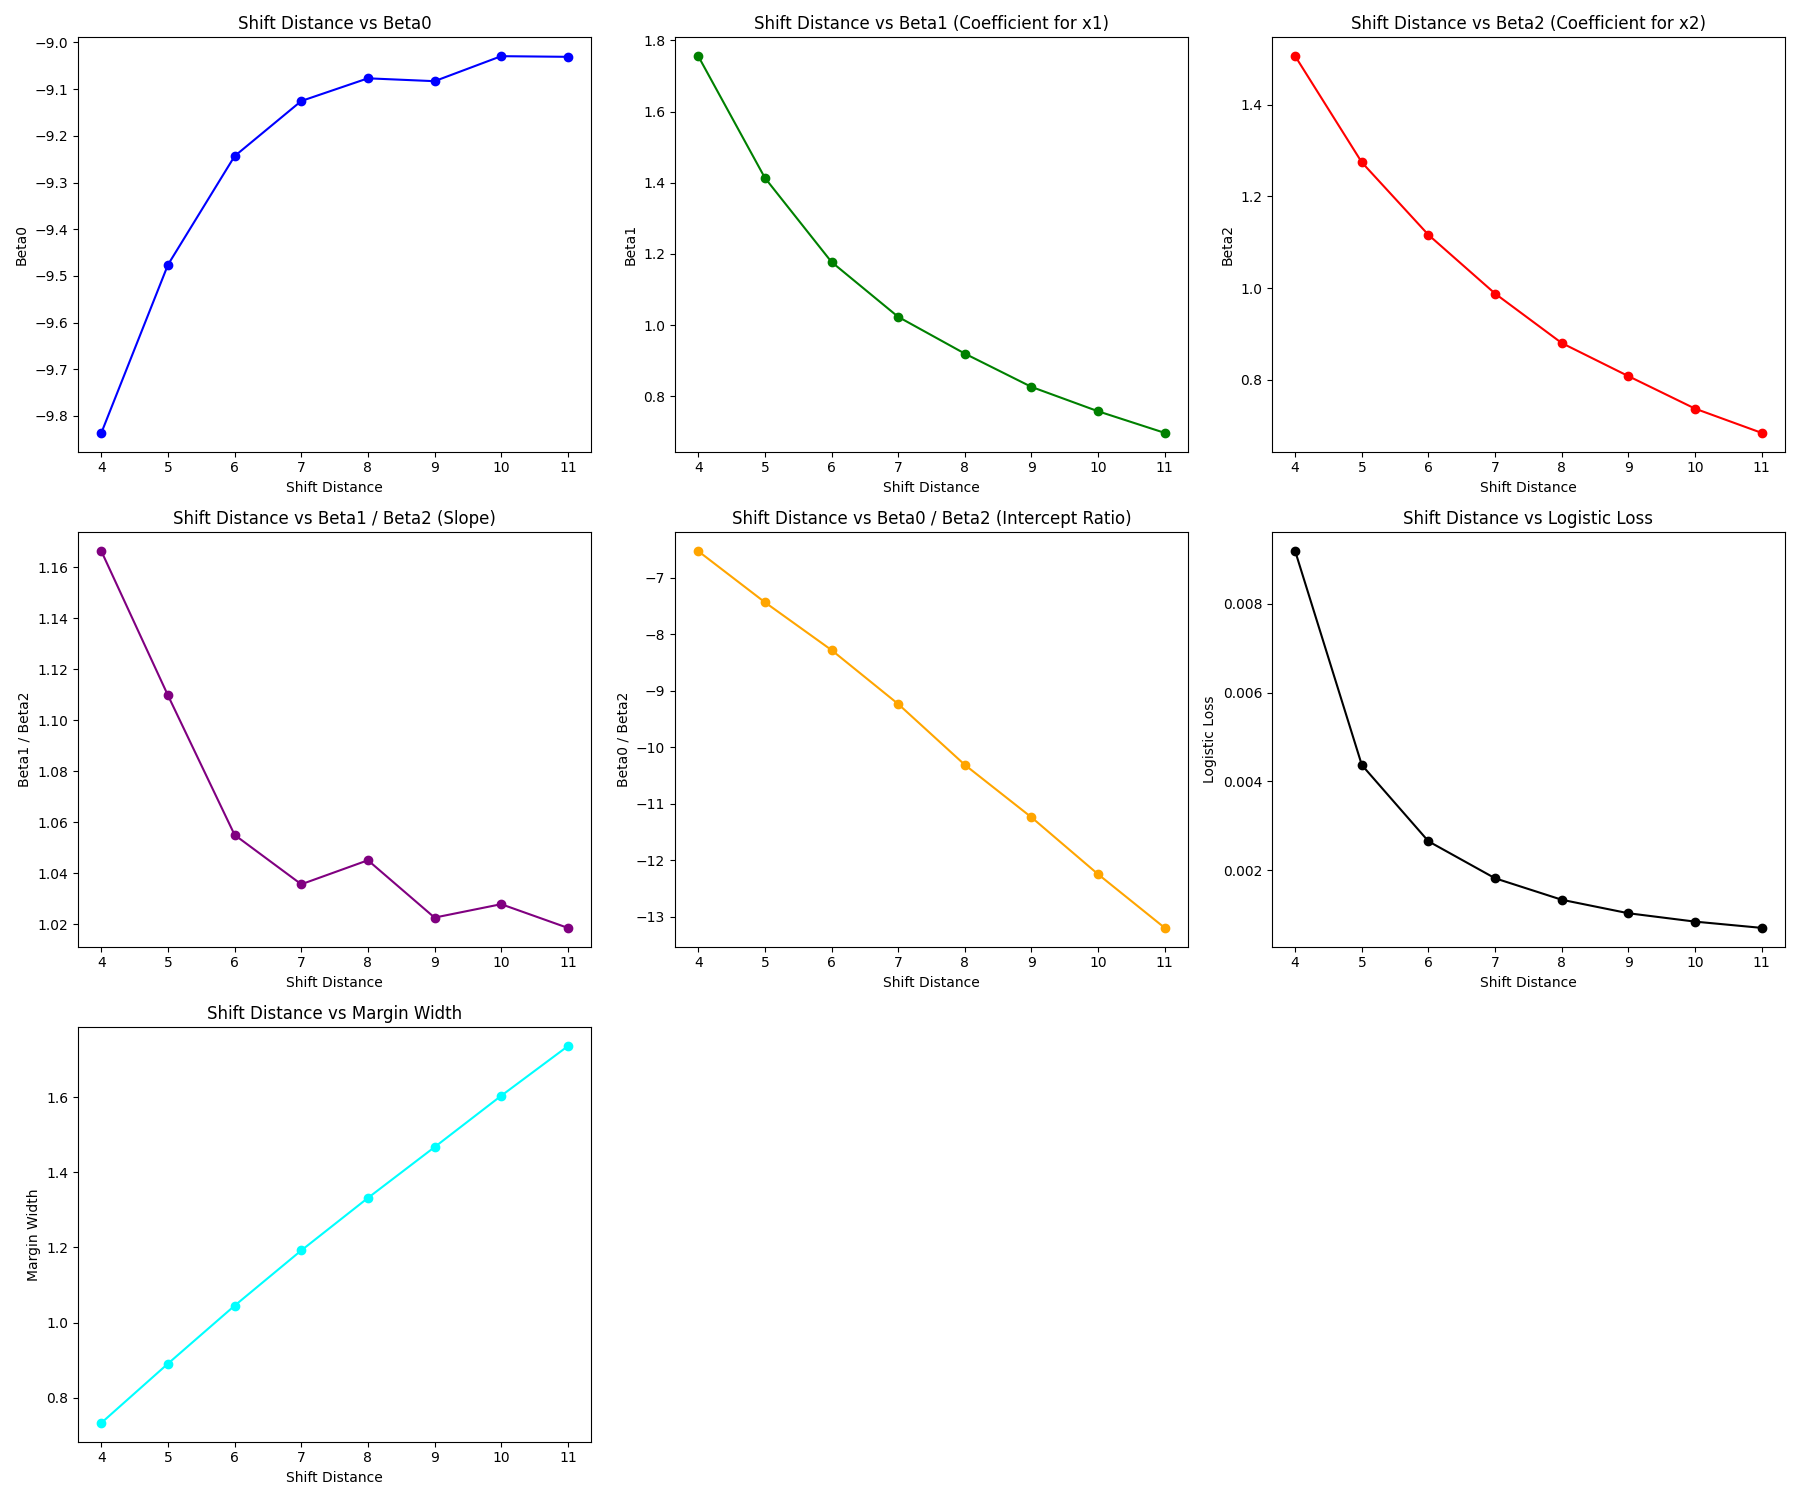 Shift Distance vs Beta0
Beta0
−9.0
−9.1
−9.2
−9.3
−9.4
−9.5
−9.6
−9.7
−9.8
4 5 6 7 8 9 10 11
Shift Distance
Shift Distance vs Beta1 (Coefficient for x1)
Beta1
1.8
1.6
1.4
1.2
1.0
0.8
4 5 6 7 8 9 10 11
Shift Distance
Shift Distance vs Beta2 (Coefficient for x2)
Beta2
1.4
1.2
1.0
0.8
4 5 6 7 8 9 10 11
Shift Distance
Shift Distance vs Beta1 / Beta2 (Slope)
Beta1 / Beta2
1.16
1.14
1.12
1.10
1.08
1.06
1.04
1.02
4 5 6 7 8 9 10 11
Shift Distance
Shift Distance vs Beta0 / Beta2 (Intercept Ratio)
Beta0 / Beta2
−7
−8
−9
−10
−11
−12
−13
4 5 6 7 8 9 10 11
Shift Distance
Shift Distance vs Logistic Loss
Logistic Loss
0.008
0.006
0.004
0.002
4 5 6 7 8 9 10 11
Shift Distance
Shift Distance vs Margin Width
Margin Width
1.6
1.4
1.2
1.0
0.8
4 5 6 7 8 9 10 11
Shift Distance